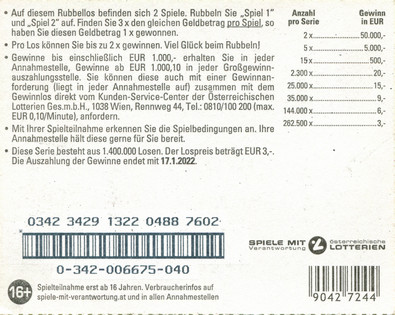 • Auf diesem Rubbellos befinden sich 2 Spiele. Rubbeln Sie „Spiel 1"
und „Spiel 2" auf. Finden Sie 3 x den gleichen Geldbetrag pro Spiel, so
haben Sie diesen Geldbetrag 1 x gewonnen.
• Pro Los können Sie bis zu 2 x gewinnen. Viel Glück beim Rubbeln!
• Gewinne bis einschließlich EUR 1.000,- erhalten Sie in jeder
Annahmestelle, Gewinne ab EUR 1.000,10 in jeder Großgewinn-
auszahlungsstelle. Sie können diese auch mit einer Gewinnan-
forderung (liegt in jeder Annahmestelle auf) zusammen mit dem
Gewinnlos direkt vom Kunden-Service-Center der Österreichischen
Lotterien Ges.m.b.H., 1038 Wien, Rennweg 44, Tel.: 0810/100 200 (max.
EUR 0,10/Minute), anfordern.
• Mit Ihrer Spielteilnahme erkennen Sie die Spielbedingungen an. Ihre
Annahmestelle hält diese gerne für Sie bereit.
• Diese Serie besteht aus 1.400.000 Losen. Der Lospreis beträgt EUR 3,-.
Die Auszahlung der Gewinne endet mit 17.1.2022.
Anzahl Gewinn
pro Serie in EUR
2 x 50.000,-
5 x 5.000,-
15 x 500,-
2.300 x 20,-
25.000 x 15,-
35.000 x 9,-
144.000 x 6,-
262.500 x 3,-
0342 3429 1322 0488 7602
0-342-006675-040
SPIELE MIT österreichische
Verantwortung LOTTERIEN
16+ Spielteilnahme erst ab 16 Jahren. Verbraucherinfos auf
spiele-mit-verantwortung.at und in allen Annahmestellen
9042 7244